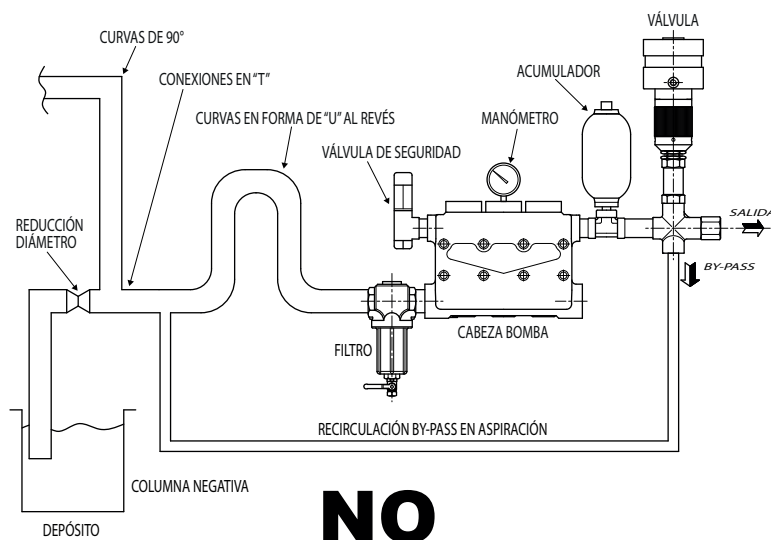 CURVAS DE 90°
VÁLVULA
CONEXIONES EN “T”
ACUMULADOR
CURVAS EN FORMA DE “U” AL REVÉS
MANÓMETRO
VÁLVULA DE SEGURIDAD
REDUCCIÓN
DIÁMETRO
SALIDA
BY-PASS
CABEZA BOMBA
FILTRO
RECIRCULACIÓN BY-PASS EN ASPIRACIÓN
COLUMNA NEGATIVA
DEPÓSITO
NO